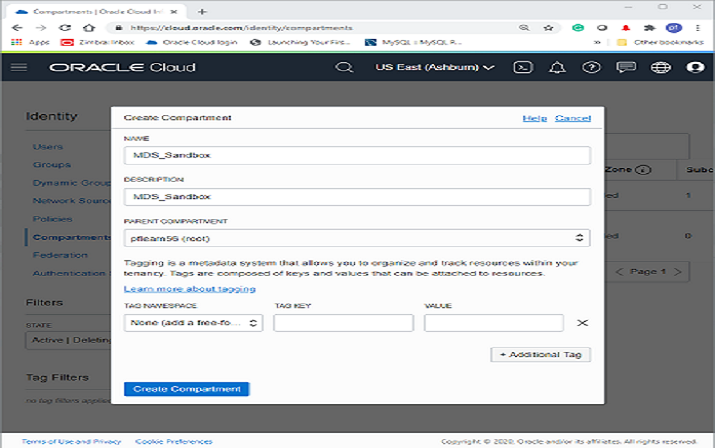 Compartments | Oracle Cloud Inf
https://cloud.oracle.com/identity/compartments
Apps Zimbra: Inbox Oracle Cloud login Launching Your Firs... MySQL :: MySQL R... » Other bookmarks
ORACLE Cloud US East (Ashburn)
Identity
Users
Groups
Dynamic Group
Network Source
Policies
Compartments
Federation
Authentication
Filters
STATE
Active | Deleting
Tag Filters
no tag filters applied
Create Compartment Help Cancel
NAME
MDS_Sandbox
DESCRIPTION
MDS_Sandbox
PARENT COMPARTMENT
Tagging is a metadata system that allows you to organize and track resources within your
tenancy. Tags are composed of keys and values that can be attached to resources.
Learn more about tagging
TAG NAMESPACE TAG KEY VALUE
None (add a free-fo...
+ Additional Tag
Create Compartment
Zone Subc
ed 1
ed 0
Page 1
Terms of Use and Privacy Cookie Preferences Copyright © 2020, Oracle and/or its affiliates. All rights reserved.